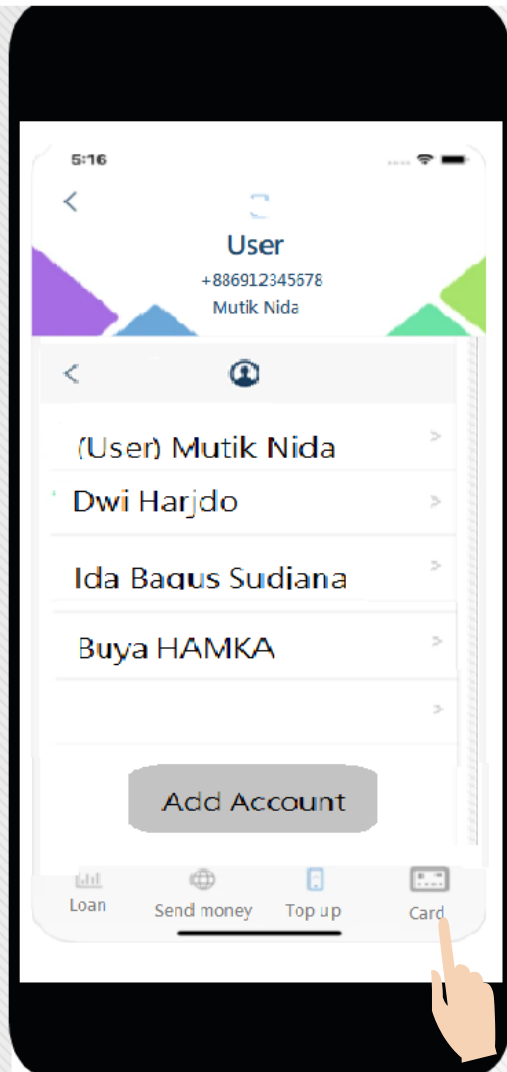 5:16
User
+886912345678
Mutik Nida
(User) Mutik Nida
Dwi Harjdo
Ida Bagus Sudjana
Buya HAMKA
Add Account
Loan
Send money
Top up
Card